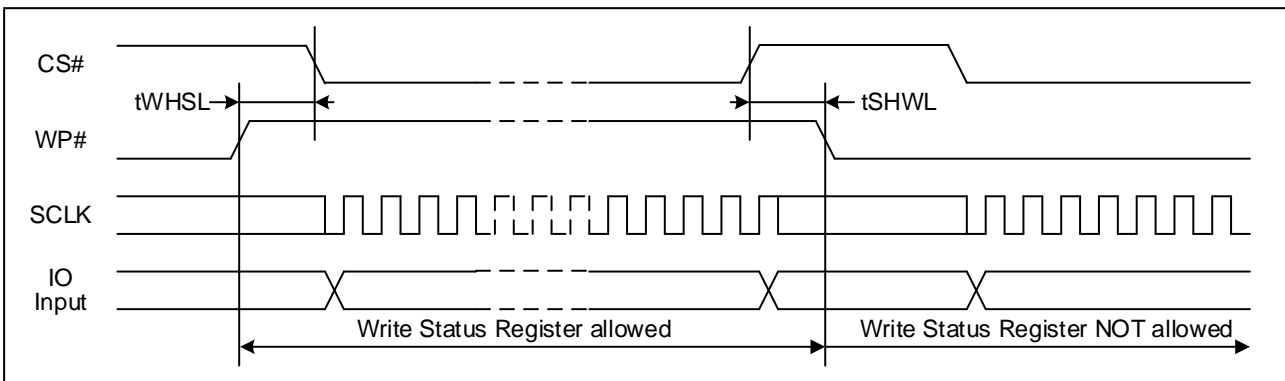 CS#
tWHSL
tSHWL
WP#
SCLK
IO
Input
Write Status Register allowed
Write Status Register NOT allowed